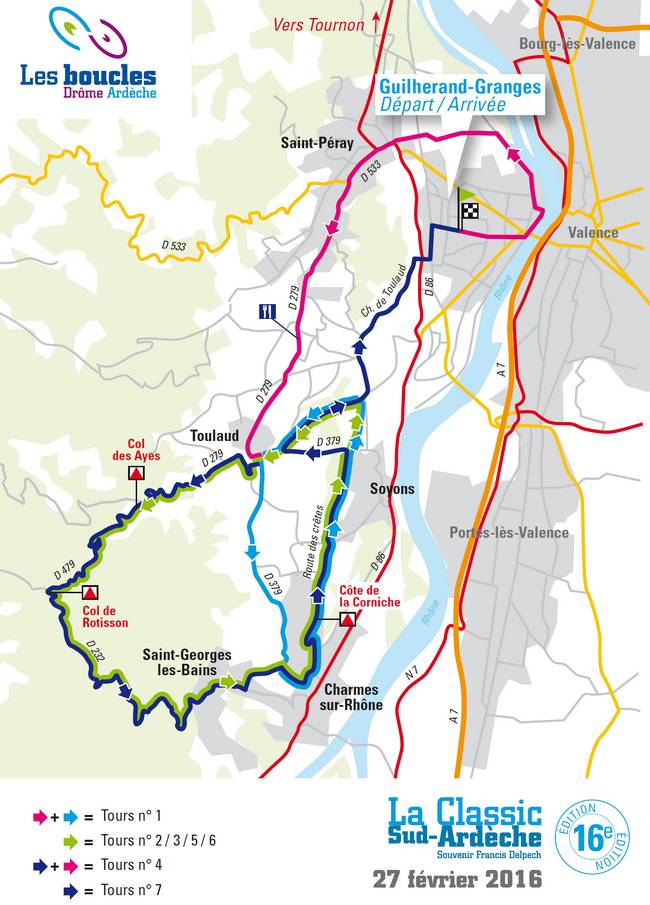 Vers Tournon
Bourg-lès-Valence
Les boucles
Drôme Ardèche
Guilherand-Granges
Départ / Arrivée
Saint-Péray
D 533
D 533
Valence
Rhône
D 279
Ch. de Toulaud
D 86
A 7
D 279
Toulaud
D 379
Col
des Ayes
D 279
Soyons
Portes-lès-Valence
Route des crêtes
D 86
D 479
D 379
Côte de
la Corniche
Col de
Rotisson
Rhône
D 232
Saint-Georges
les-Bains
N 7
Charmes
sur-Rhône
A 7
+ = Tours n° 1
= Tours n° 2 / 3 / 5 / 6
+ = Tours n° 4
= Tours n° 7
La Classic
Sud-Ardèche
Souvenir Francis Delpech
27 février 2016
ÉDITION
16e
ÉDITION